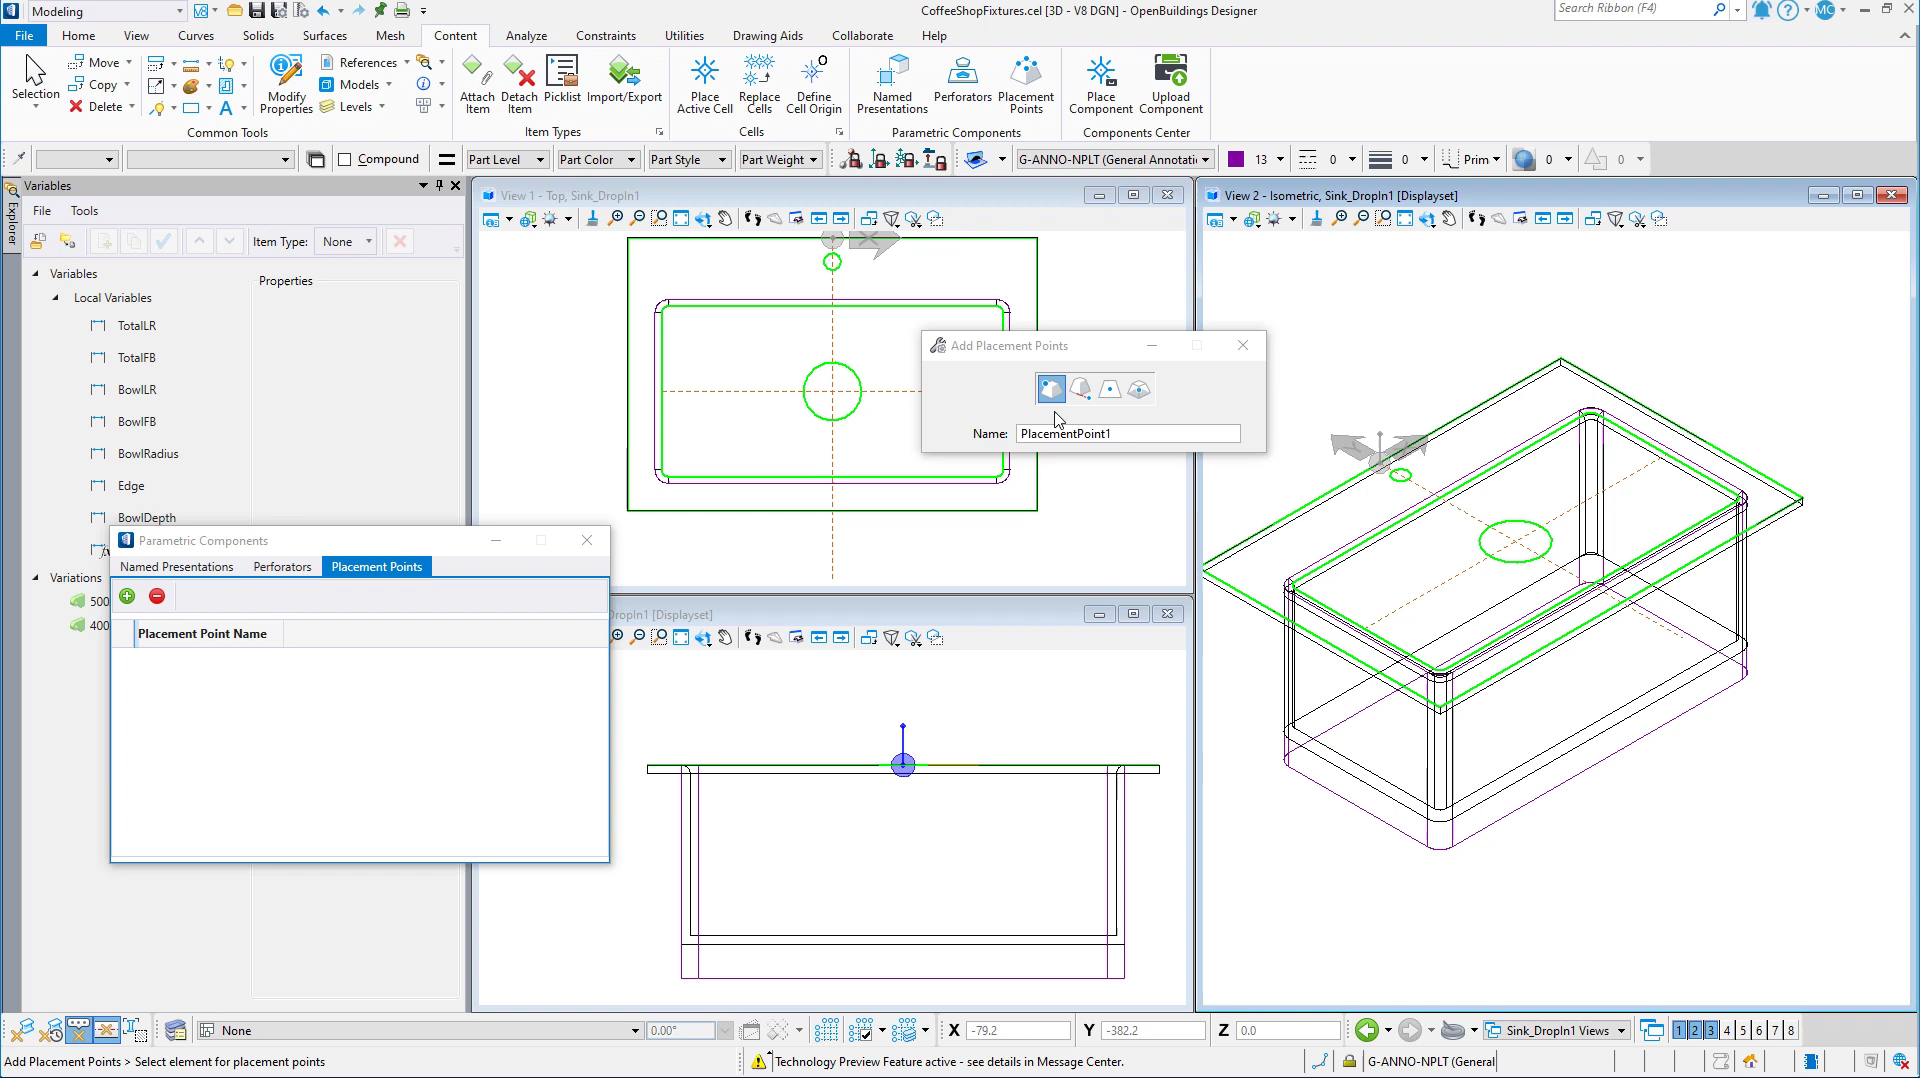 Modeling
CoffeeShopFixtures.cel [3D - V8 DGN] - OpenBuildings Designer
Search Ribbon (F4)
MC
File Home View Curves Solids Surfaces Mesh Content Analyze Constraints Utilities Drawing Aids Collaborate Help
Selection
Move
Copy
Delete
Modify Properties
References
Models
Levels
Attach Item
Detach Item
Picklist
Import/Export
Place Active Cell
Replace Cells
Define Cell Origin
Named Presentations
Perforators
Placement Points
Place Component
Upload Component
Common Tools
Item Types
Cells
Parametric Components
Components Center
Compound
Part Level
Part Color
Part Style
Part Weight
G-ANNO-NPLT (General Annotati
13
0
0
Prim
0
0
Explorer
Variables
File Tools
Item Type: None
Variables
Local Variables
TotalLR
TotalFB
BowlLR
BowlFB
BowlRadius
Edge
BowlDepth
Variations
500
400
Properties
View 1 - Top, Sink_DropIn1
View 2 - Isometric, Sink_DropIn1 [Displayset]
Add Placement Points
Name: PlacementPoint1
Parametric Components
Named Presentations Perforators Placement Points
Placement Point Name
DropIn1 [Displayset]
None
0.00°
X -79.2
Y -382.2
Z 0.0
Sink_DropIn1 Views
1 2 3 4 5 6 7 8
Add Placement Points > Select element for placement points
Technology Preview Feature active - see details in Message Center.
G-ANNO-NPLT (General